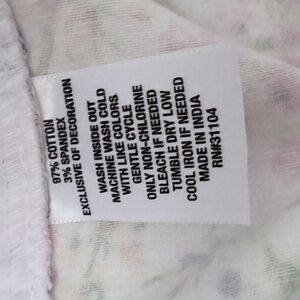 97% COTTON
3% SPANDEX
EXCLUSIVE OF DECORATION
WASH INSIDE OUT
MACHINE WASH COLD
WITH LIKE COLORS
GENTLE CYCLE
ONLY NON-CHLORINE
BLEACH IF NEEDED
TUMBLE DRY LOW
COOL IRON IF NEEDED
MADE IN INDIA
RN#31104